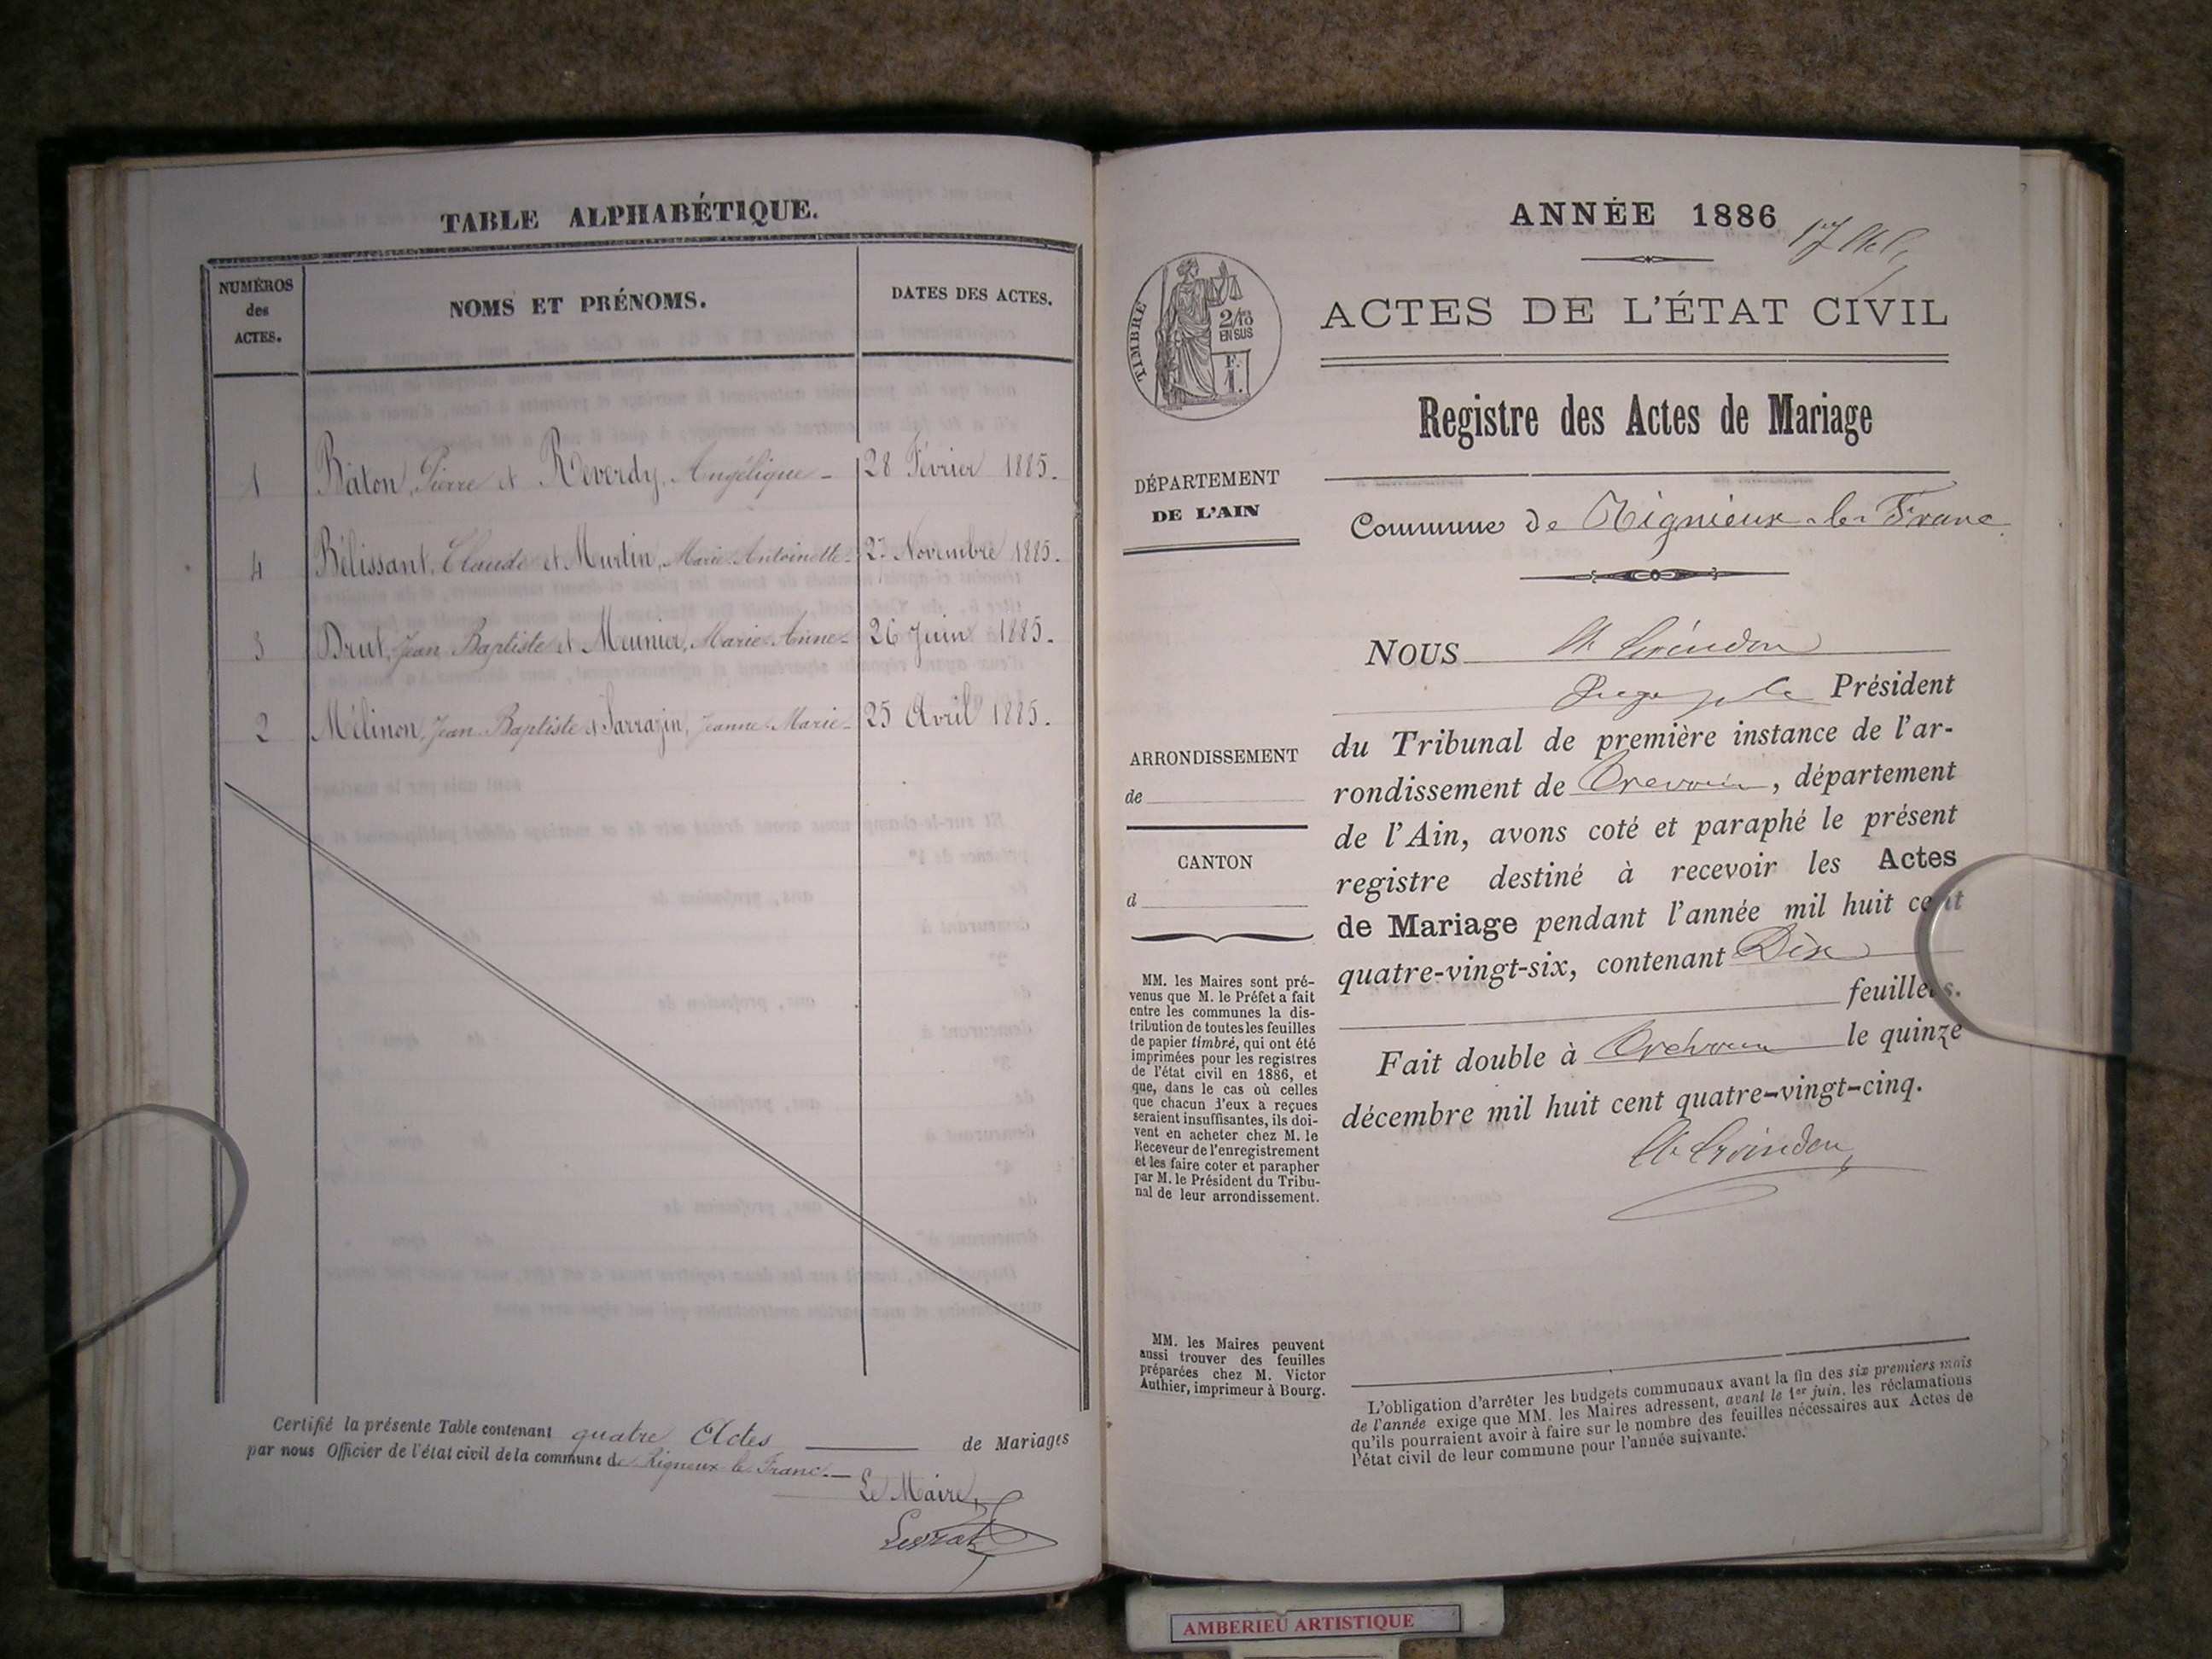 TABLE ALPHABÉTIQUE.
NUMÉROS
des
ACTES.
NOMS ET PRÉNOMS.
DATES DES ACTES.
1 Bâton, Pierre et Reverdy, Angélique - 28 Février 1885.
4 Bélissant, Claude et Murtin, Marie Antoinette - Novembre 1885.
3 Brut, Jean Baptiste et Meunier, Marie Anne - 26 Juin 1885.
2 Mélinon, Jean Baptiste & Sarrazin, Jeanne Marie - 25 Avril 1885.
Certifié la présente Table contenant quatre Actes de Mariages
par nous Officier de l'état civil de la commune de Rigneux le Franc.
Le Maire,
ANNÉE 1886
TIMBRE
2/13
EN SUS
F.
1.
ACTES DE L'ÉTAT CIVIL
Registre des Actes de Mariage
DÉPARTEMENT
DE L'AIN
Commune de Rignieux-le-Franc
NOUS
Juge Président
du Tribunal de première instance de l'ar-
rondissement de Trévoux, département
de l'Ain, avons coté et paraphé le présent
registre destiné à recevoir les Actes
de Mariage pendant l'année mil huit cent
quatre-vingt-six, contenant Dix
feuillets.
Fait double à Trévoux le quinze
décembre mil huit cent quatre-vingt-cinq.
ARRONDISSEMENT
de
CANTON
d
MM. les Maires sont pré-
venus que M. le Préfet a fait
entre les communes la dis-
tribution de toutes les feuilles
de papier timbré, qui ont été
imprimées pour les registres
de l'état civil en 1886, et
que, dans le cas où celles
que chacun d'eux a reçues
seraient insuffisantes, ils doi-
vent en acheter chez M. le
Receveur de l'enregistrement
et les faire coter et parapher
par M. le Président du Tribu-
nal de leur arrondissement.
MM. les Maires peuvent
aussi trouver des feuilles
préparées chez M. Victor
Authier, imprimeur à Bourg.
L'obligation d'arrêter les budgets communaux avant la fin des six premiers mois
de l'année exige que MM. les Maires adressent, avant le 1er juin, les réclamations
qu'ils pourraient avoir à faire sur le nombre des feuilles nécessaires aux Actes de
l'état civil de leur commune pour l'année suivante.
AMBERIEU ARTISTIQUE